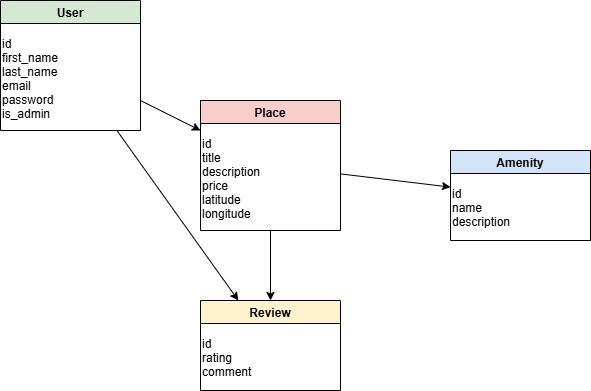 User
id
first_name
last_name
email
password
is_admin
Place
id
title
description
price
latitude
longitude
Amenity
id
name
description
Review
id
rating
comment